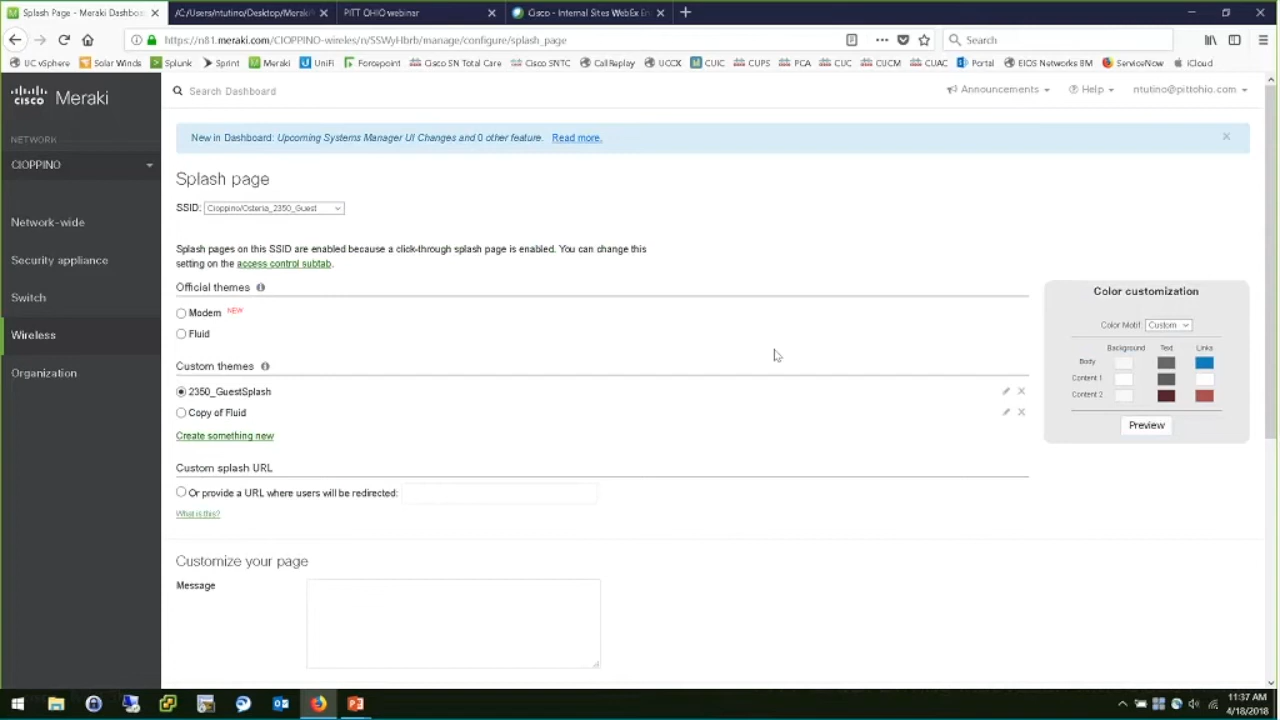 Splash Page - Meraki Dashbo
/C:/Users/ntutino/Desktop/Meraki
PITT OHIO webinar
Cisco - Internal Sites WebEx En
https://n81.meraki.com/CIOPPINO-wireles/n/SSWyHbrb/manage/configure/splash_page
Search
UC vSphere Solar Winds Splunk Sprint Meraki UniFi Forcepoint Cisco SN Total Care Cisco SNTC CallReplay UCCX CUIC CUPS PCA CUC CUCM CUAC Portal EIOS Networks BM ServiceNow iCloud
cisco Meraki
Search Dashboard
Announcements
Help
ntutino@pittohio.com
NETWORK
CIOPPINO
Network-wide
Security appliance
Switch
Wireless
Organization
New in Dashboard: Upcoming Systems Manager UI Changes and 0 other feature. Read more.
Splash page
SSID: Cioppino/Osteria_2350_Guest
Splash pages on this SSID are enabled because a click-through splash page is enabled. You can change this
setting on the access control subtab.
Official themes
Modern NEW
Fluid
Custom themes
2350_GuestSplash
Copy of Fluid
Create something new
Custom splash URL
Or provide a URL where users will be redirected:
What is this?
Customize your page
Message
Color customization
Color Motif: Custom
Background Text Links
Body
Content 1
Content 2
Preview
11:37 AM
4/18/2018